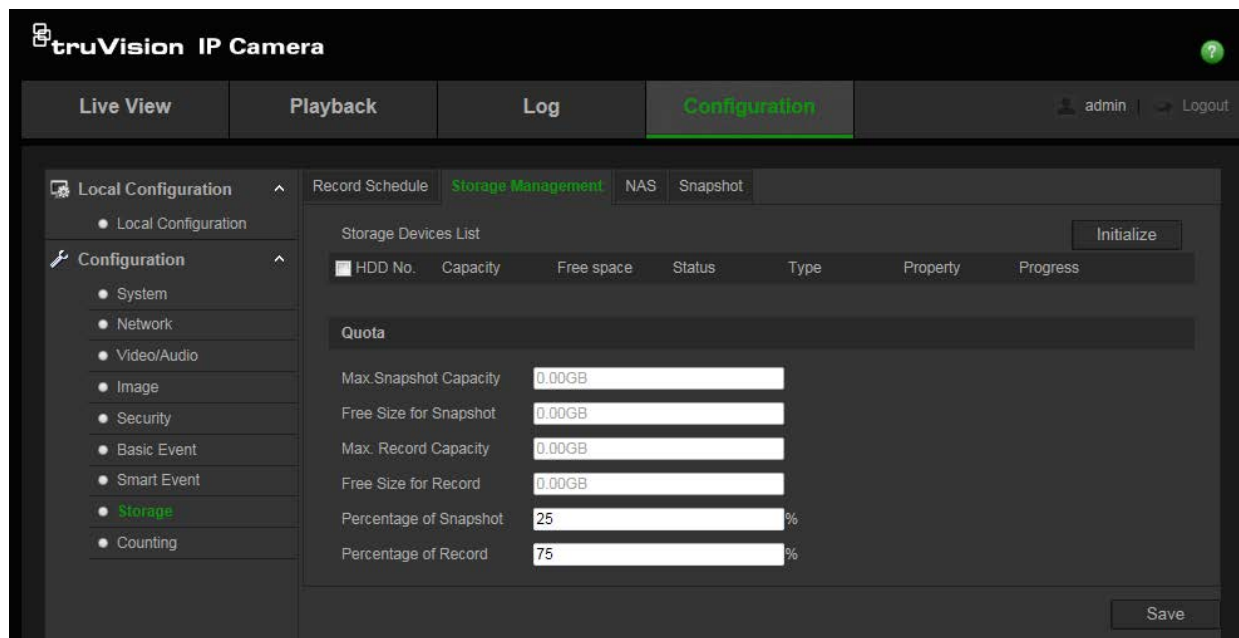 truVision IP Camera
?
Live View Playback Log Configuration admin Logout
Local Configuration
Local Configuration
Configuration
System
Network
Video/Audio
Image
Security
Basic Event
Smart Event
Storage
Counting
Record Schedule Storage Management NAS Snapshot
Storage Devices List Initialize
HDD No. Capacity Free space Status Type Property Progress
Quota
Max.Snapshot Capacity 0.00GB
Free Size for Snapshot 0.00GB
Max. Record Capacity 0.00GB
Free Size for Record 0.00GB
Percentage of Snapshot 25 %
Percentage of Record 75 %
Save